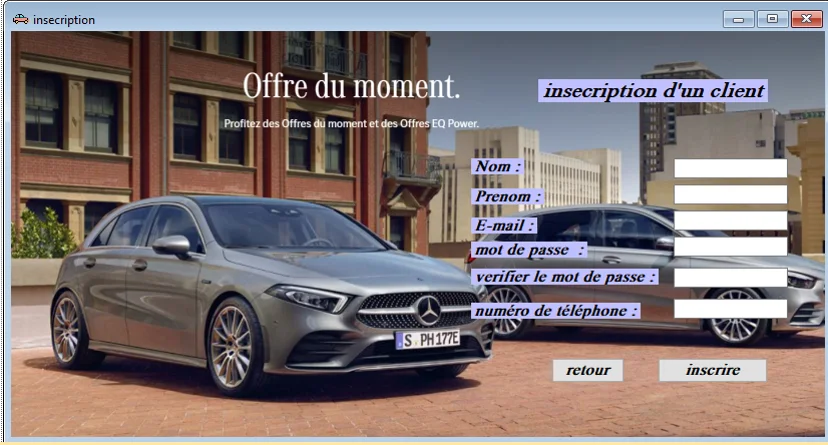 insecription
Offre du moment.
Profitez des Offres du moment et des Offres EQ Power.
insecription d'un client
Nom :
Prenom :
E-mail :
mot de passe :
verifier le mot de passe :
numéro de téléphone :
S PH 177E
retour
inscrire